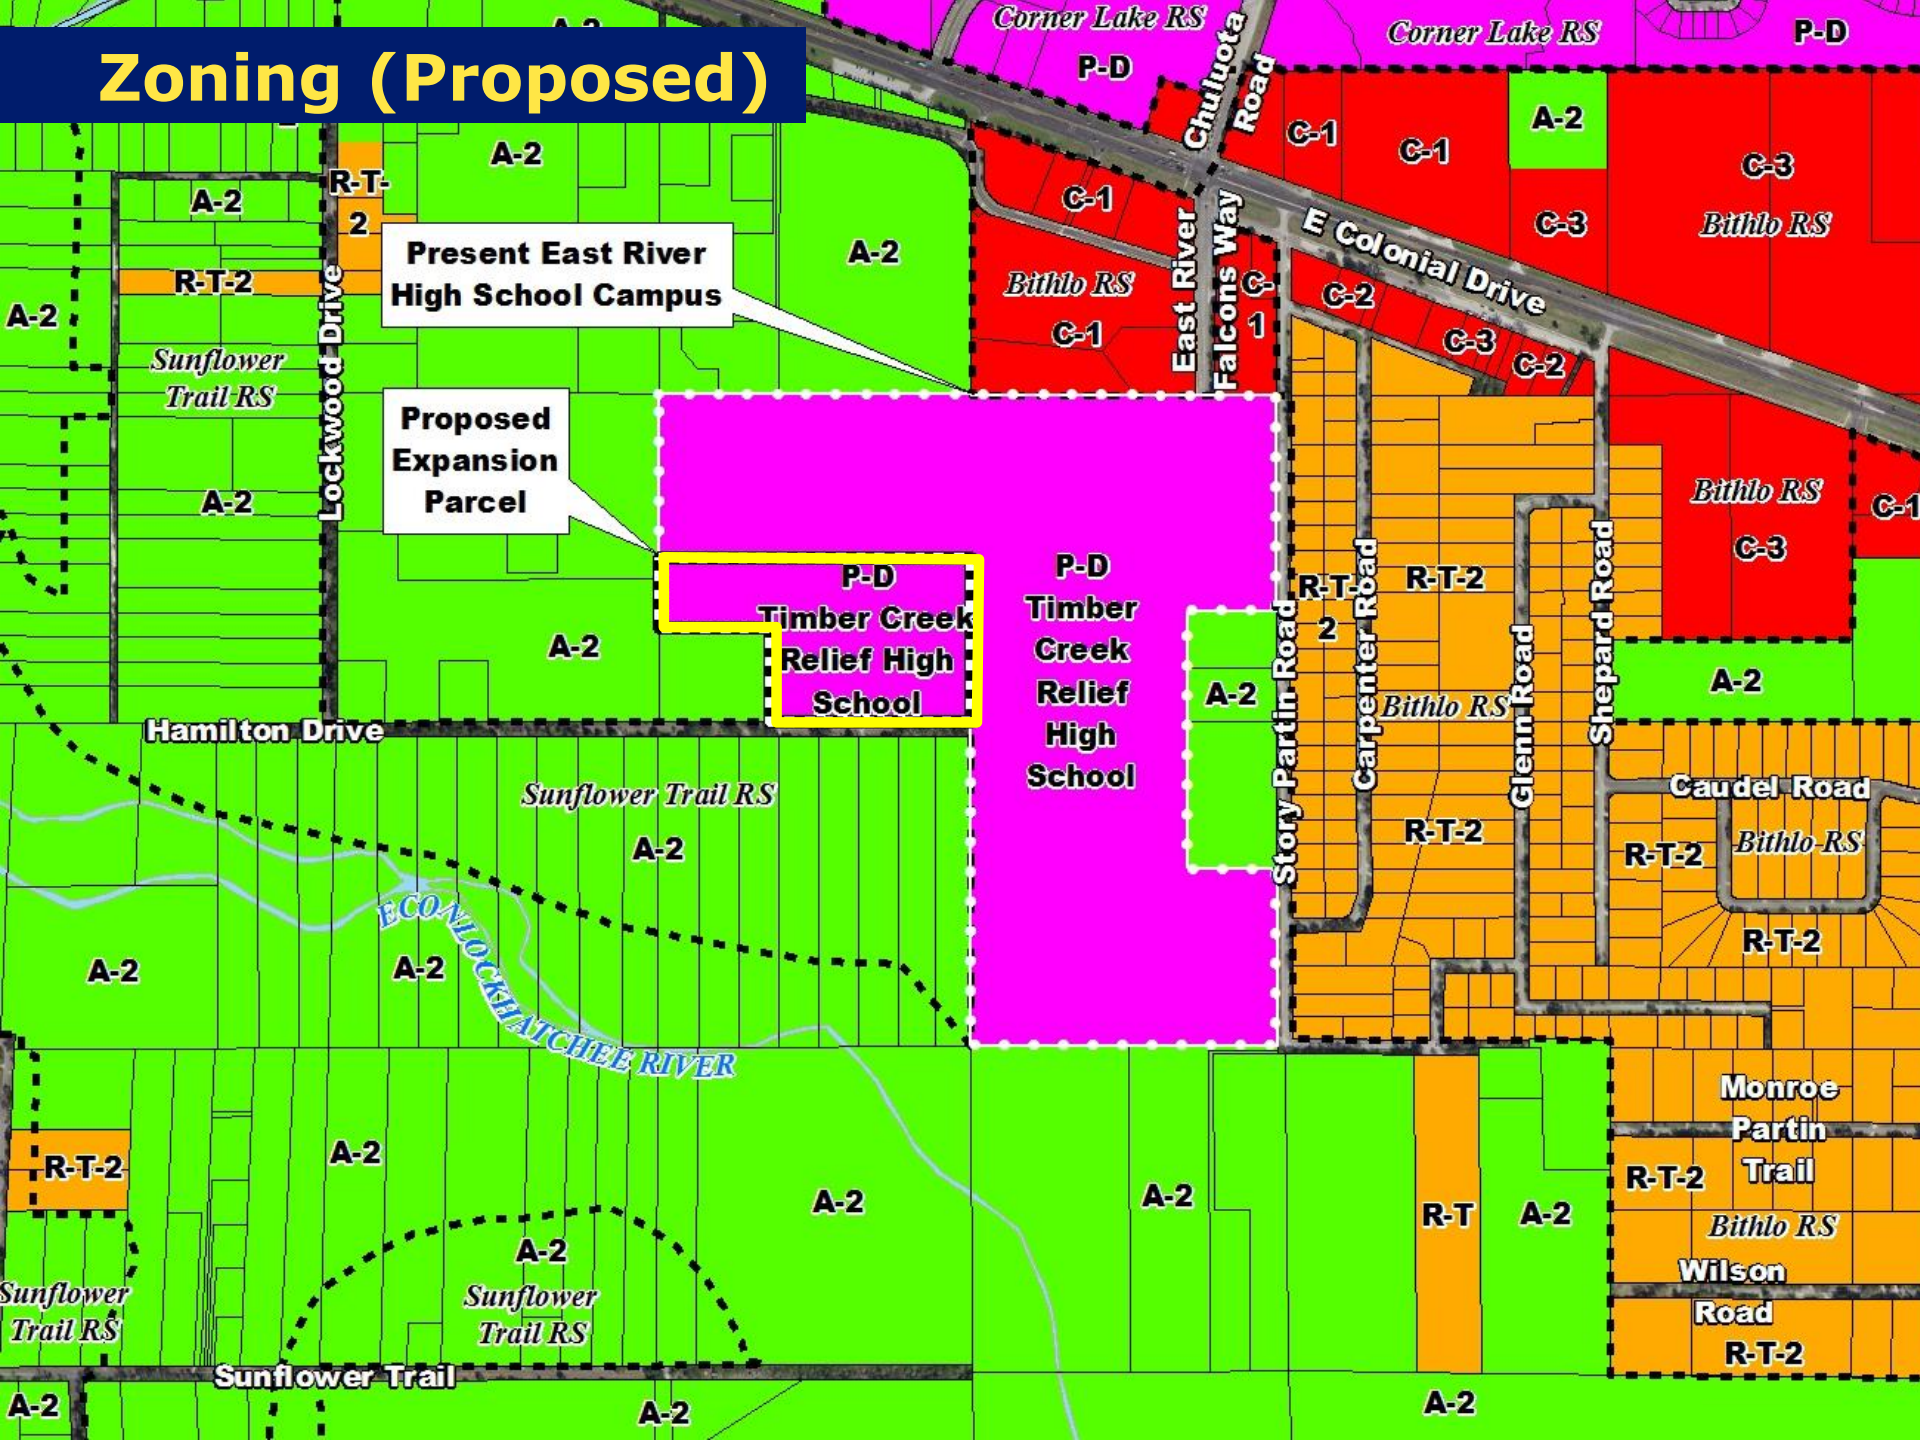 Zoning (Proposed)
Corner Lake RS
P-D
Chuluota
Road
Corner Lake RS
P-D
A-2
A-2
R-T-
2
A-2
R-T-2
A-2
Sunflower
Trail RS
A-2
Lockwood Drive
Present East River
High School Campus
A-2
C-1
Bithlo RS
C-1
East River
Falcons Way
C-
1
C-1
C-1
A-2
C-3
C-3
Bithlo RS
E Colonial Drive
C-2
C-3
C-2
Bithlo RS
C-3
C-1
Proposed
Expansion
Parcel
P-D
Timber Creek
Relief High
School
P-D
Timber
Creek
Relief
High
School
A-2
A-2
Story Partin Road
R-T-
2
Carpenter Road
R-T-2
Bithlo RS
R-T-2
Glenn Road
Shepard Road
A-2
Caudel Road
Bithlo RS
R-T-2
R-T-2
Hamilton Drive
Sunflower Trail RS
A-2
ECONLOCKHATCHEE RIVER
A-2
A-2
R-T-2
A-2
A-2
A-2
Sunflower
Trail RS
Sunflower
Trail RS
A-2
R-T
A-2
Monroe
Partin
Trail
R-T-2
Bithlo RS
Wilson
Road
R-T-2
Sunflower Trail
A-2
A-2
A-2